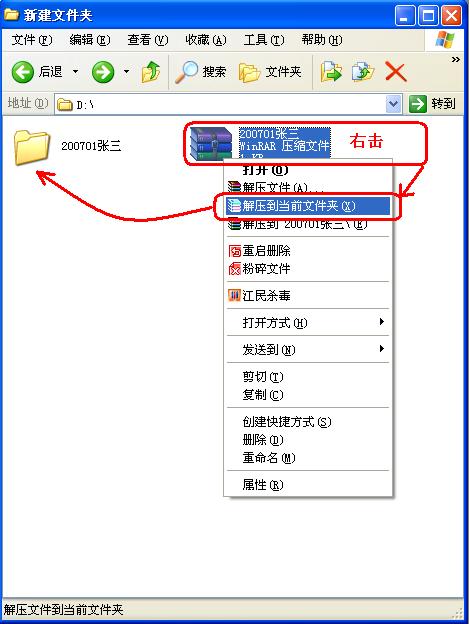 新建文件夹
文件(F) 编辑(E) 查看(V) 收藏(A) 工具(T) 帮助(H)
后退 搜索 文件夹
地址(D) D:\ 转到
200701张三
200701张三
WinRAR 压缩文件
1 KB
右击
打开(O)
解压文件(A)...
解压到当前文件夹(X)
解压到 200701张三\(E)
重启删除
粉碎文件
江民杀毒
打开方式(H)
发送到(N)
剪切(T)
复制(C)
创建快捷方式(S)
删除(D)
重命名(M)
属性(R)
解压文件到当前文件夹